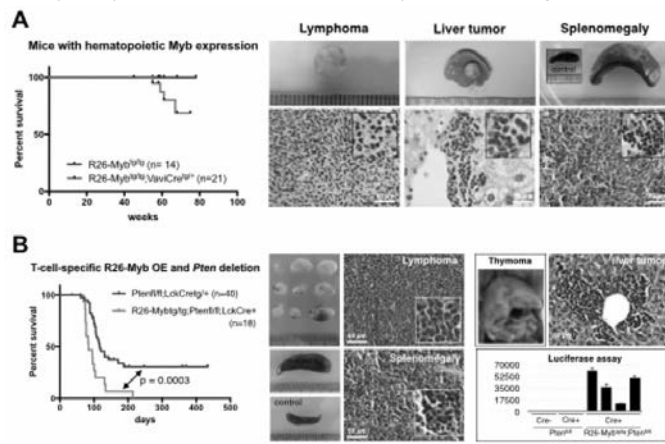 A
Mice with hematopoietic Myb expression
Percent survival
100
50
0
R26-Myb^tg/tg (n= 14)
R26-Myb^tg/tg;VaviCre^tg/+ (n=21)
0 20 40 60 80 100
weeks
Lymphoma
Liver tumor
Splenomegaly
B
T-cell-specific R26-Myb OE and Pten deletion
Percent survival
100
50
0
Ptenfl/fl;LckCretg/+ (n=40)
R26-Mybtg/tg;Ptenfl/fl;LckCre+
(n=18)
p = 0.0003
0 100 200 300 400 500
days
control
Lymphoma
Splenomegaly
Thymoma
liver tumor
Luciferase assay
70000
52500
35000
17500
0
Cre- Cre+ Cre+